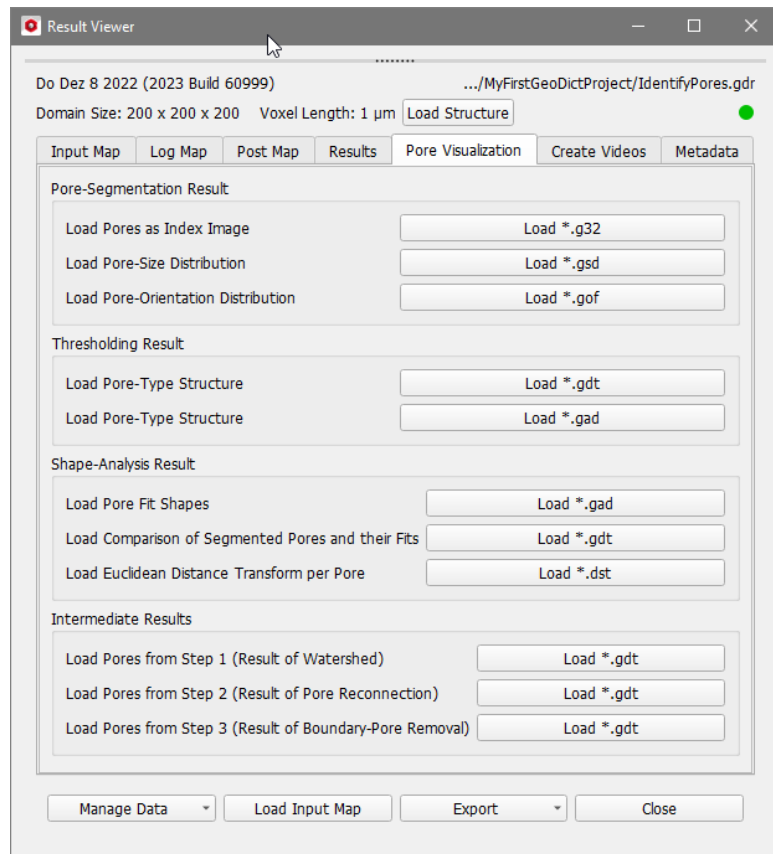 Result Viewer
Do Dez 8 2022 (2023 Build 60999) .../MyFirstGeoDictProject/IdentifyPores.gdr
Domain Size: 200 x 200 x 200 Voxel Length: 1 µm Load Structure
Input Map Log Map Post Map Results Pore Visualization Create Videos Metadata
Pore-Segmentation Result
Load Pores as Index Image Load *.g32
Load Pore-Size Distribution Load *.gsd
Load Pore-Orientation Distribution Load *.gof
Thresholding Result
Load Pore-Type Structure Load *.gdt
Load Pore-Type Structure Load *.gad
Shape-Analysis Result
Load Pore Fit Shapes Load *.gad
Load Comparison of Segmented Pores and their Fits Load *.gdt
Load Euclidean Distance Transform per Pore Load *.dst
Intermediate Results
Load Pores from Step 1 (Result of Watershed) Load *.gdt
Load Pores from Step 2 (Result of Pore Reconnection) Load *.gdt
Load Pores from Step 3 (Result of Boundary-Pore Removal) Load *.gdt
Manage Data Load Input Map Export Close